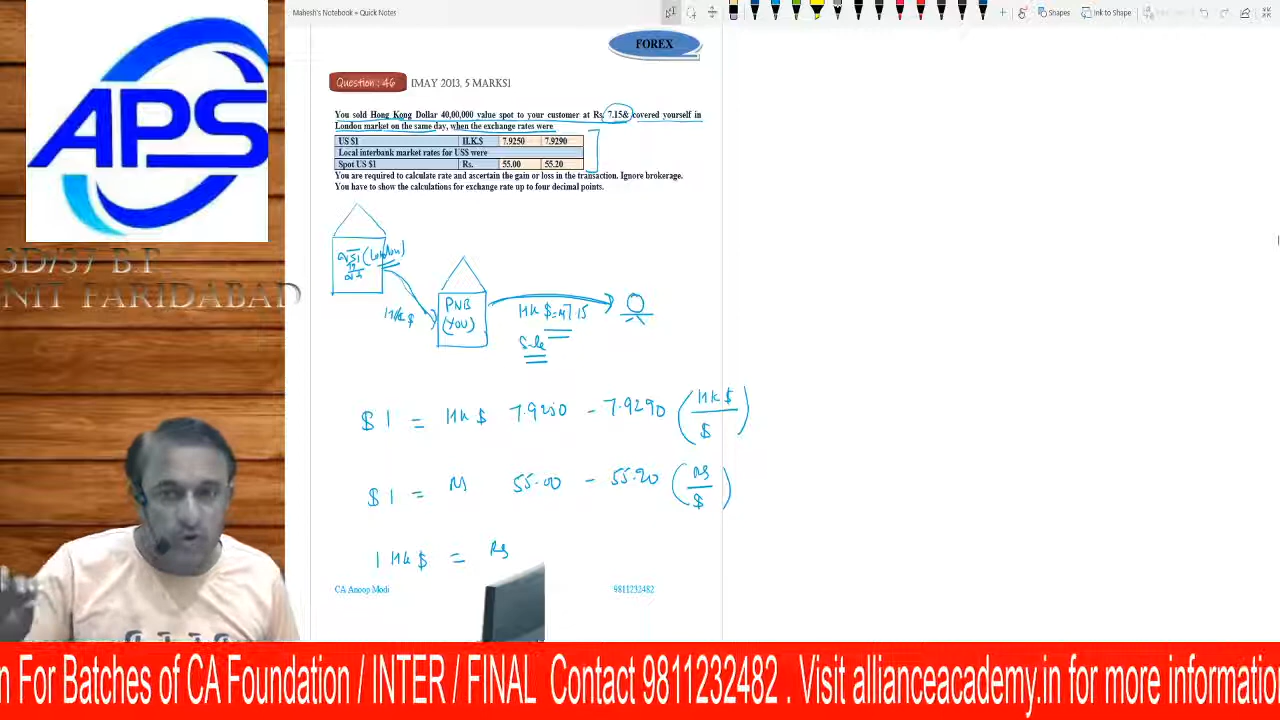 Mahesh's Notebook » Quick Notes
Shapes
Ink to Shape
FOREX
Question : 46 [MAY 2013, 5 MARKS]
You sold Hong Kong Dollar 40,00,000 value spot to your customer at Rs. 7.15& covered yourself in
London market on the same day, when the exchange rates were
US $1 H.K.$ 7.9250 7.9290
Local interbank market rates for US$ were
Spot US $1 Rs. 55.00 55.20
You are required to calculate rate and ascertain the gain or loss in the transaction. Ignore brokerage.
You have to show the calculations for exchange rate up to four decimal points.
APS
3D/37 B.P
NIT FARIDABAD
(London)
HK $
PNB
(YOU)
HK $=₹7.15
Sale
$ 1 = HK $ 7.9250 - 7.9290 (HK $ / $)
$ 1 = Rs 55.00 - 55.20 (Rs / $)
1 HK $ = Rs
CA Anoop Modi 9811232482
n For Batches of CA Foundation / INTER / FINAL Contact 9811232482 . Visit allianceacademy.in for more information